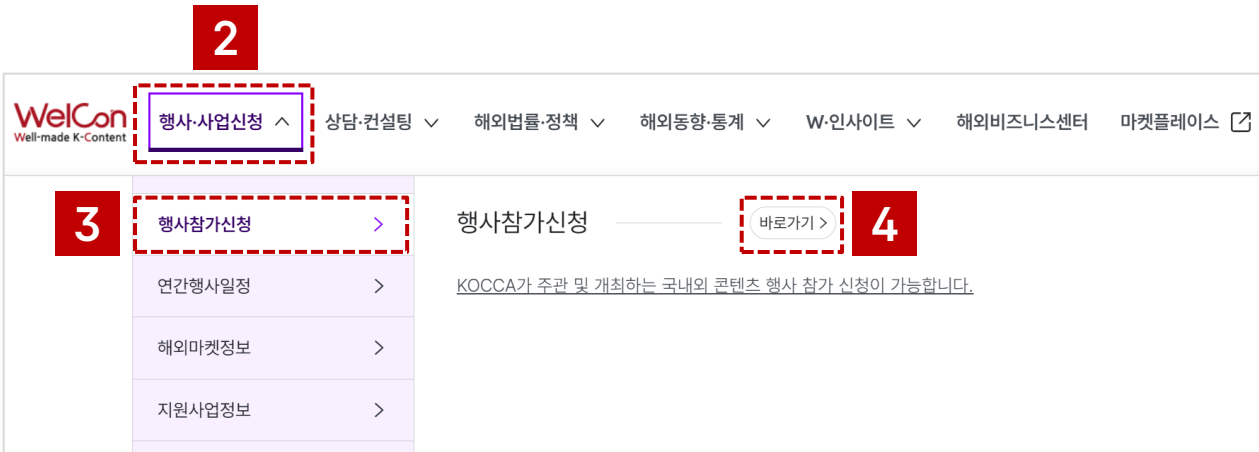 2
WelCon
Well-made K-Content
행사·사업신청
상담·컨설팅
해외법률·정책
해외동향·통계
W·인사이트
해외비즈니스센터
마켓플레이스
3
행사참가신청
행사참가신청
바로가기 >
4
연간행사일정
KOCCA가 주관 및 개최하는 국내외 콘텐츠 행사 참가 신청이 가능합니다.
해외마켓정보
지원사업정보